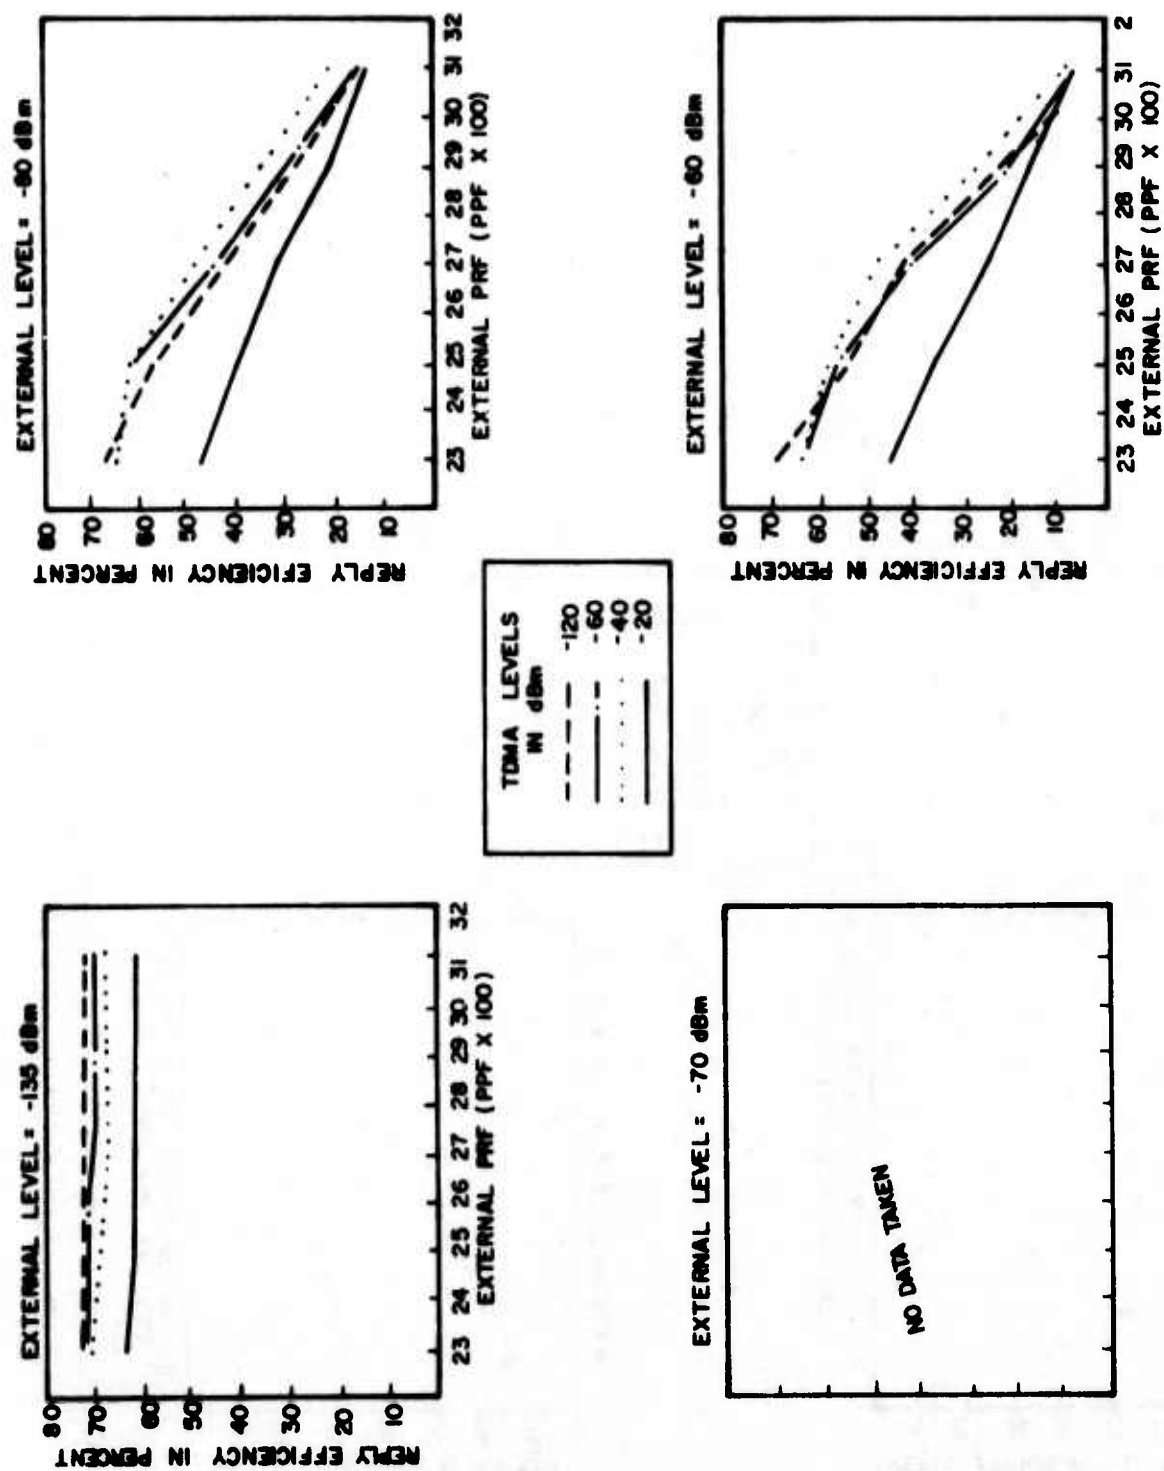 EXTERNAL LEVEL = -135 dBm
REPLY EFFICIENCY IN PERCENT
80
70
60
50
40
30
20
10
23 24 25 26 27 28 29 30 31 32
EXTERNAL PRF (PPF X 100)
EXTERNAL LEVEL = -80 dBm
REPLY EFICIENCY IN PERCENT
80
70
60
50
40
30
20
10
23 24 25 26 27 28 29 30 31 32
EXTERNAL PRF (PPF X 100)
TDMA LEVELS
IN dBm
-120
-60
-40
-20
EXTERNAL LEVEL = -70 dBm
NO DATA TAKEN
EXTERNAL LEVEL = -60 dBm
REPLY EFFICIENCY IN PERCENT
80
70
60
50
40
30
20
10
23 24 25 26 27 28 29 30 31 2
EXTERNAL PRF (PPF X 100)